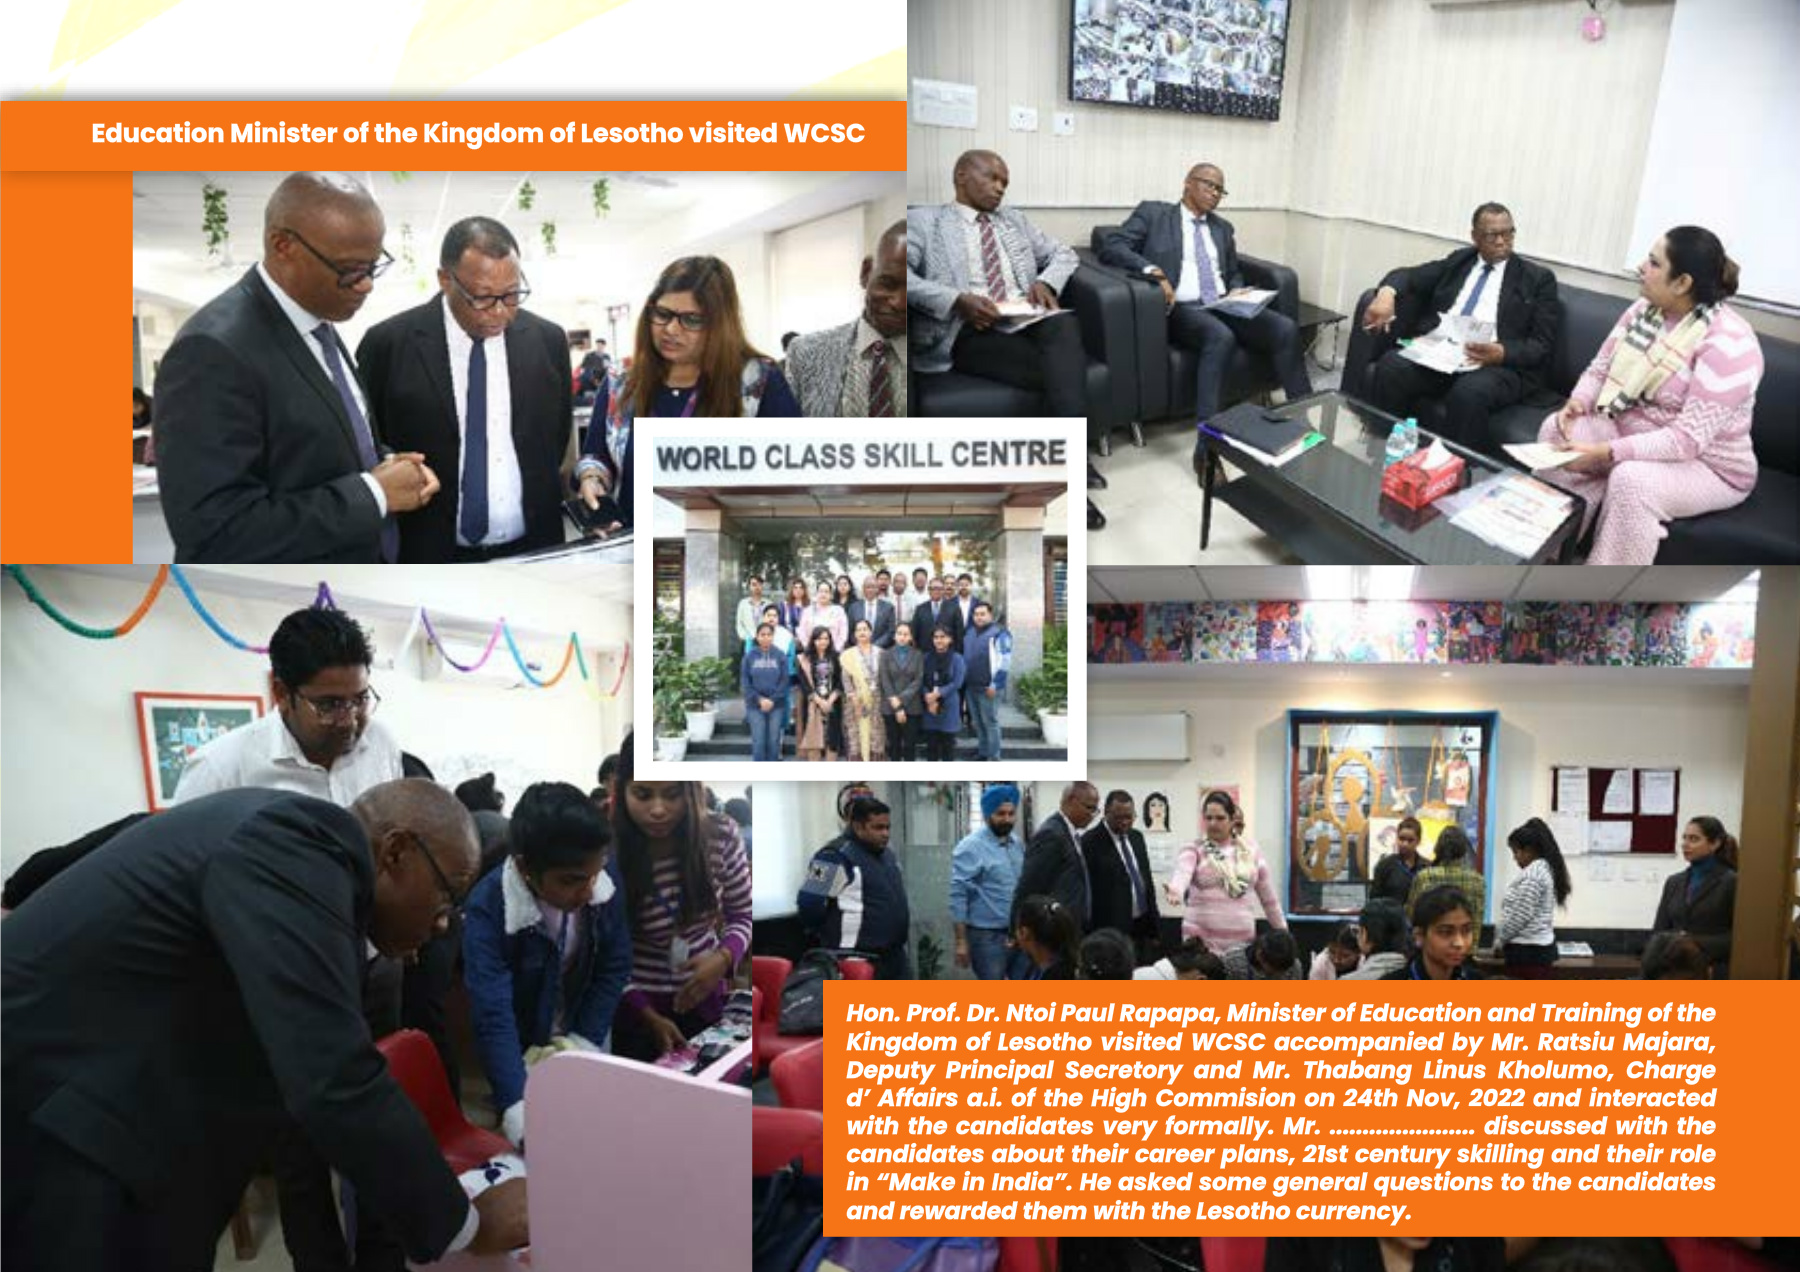 Education Minister of the Kingdom of Lesotho visited WCSC
WORLD CLASS SKILL CENTRE
Hon. Prof. Dr. Ntoi Paul Rapapa, Minister of Education and Training of the
Kingdom of Lesotho visited WCSC accompanied by Mr. Ratsiu Majara,
Deputy Principal Secretory and Mr. Thabang Linus Kholumo, Charge
d’ Affairs a.i. of the High Commision on 24th Nov, 2022 and interacted
with the candidates very formally. Mr. ...................... discussed with the
candidates about their career plans, 21st century skilling and their role
in “Make in India”. He asked some general questions to the candidates
and rewarded them with the Lesotho currency.